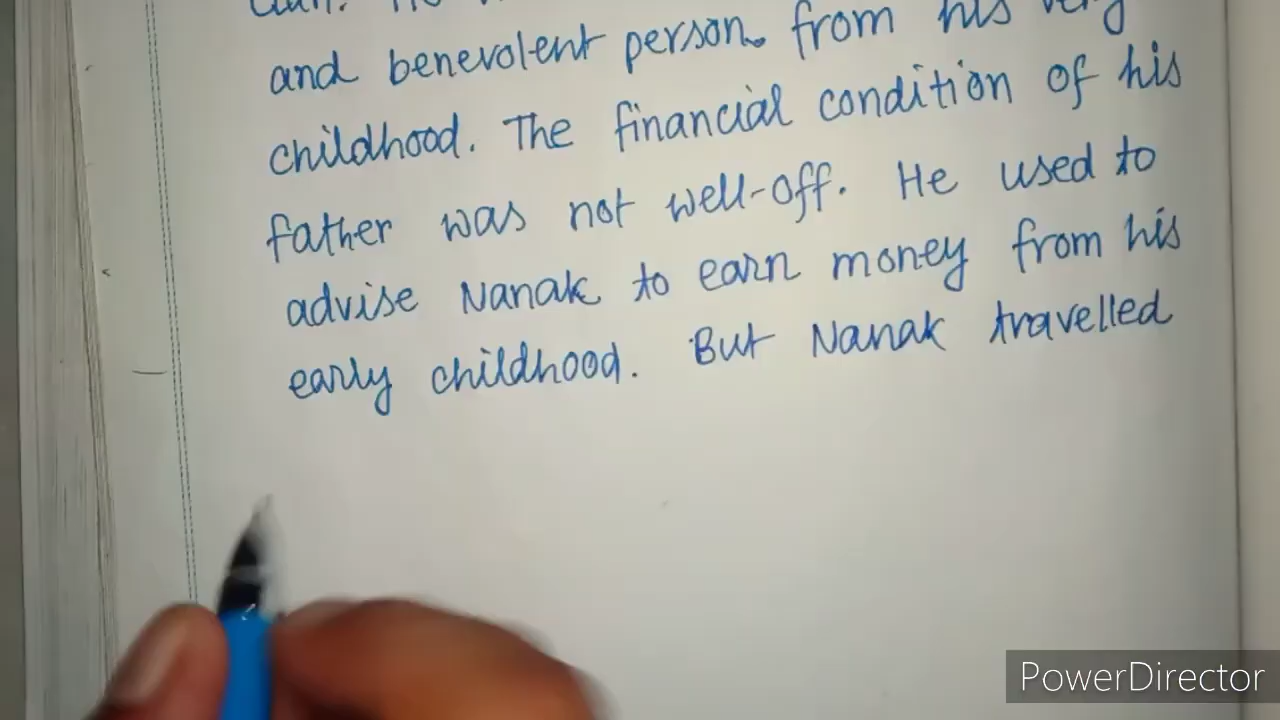 and benevolent person from his very
childhood. The financial condition of his
father was not well-off. He used to
advise Nanak to earn money from his
early childhood. But Nanak travelled
PowerDirector